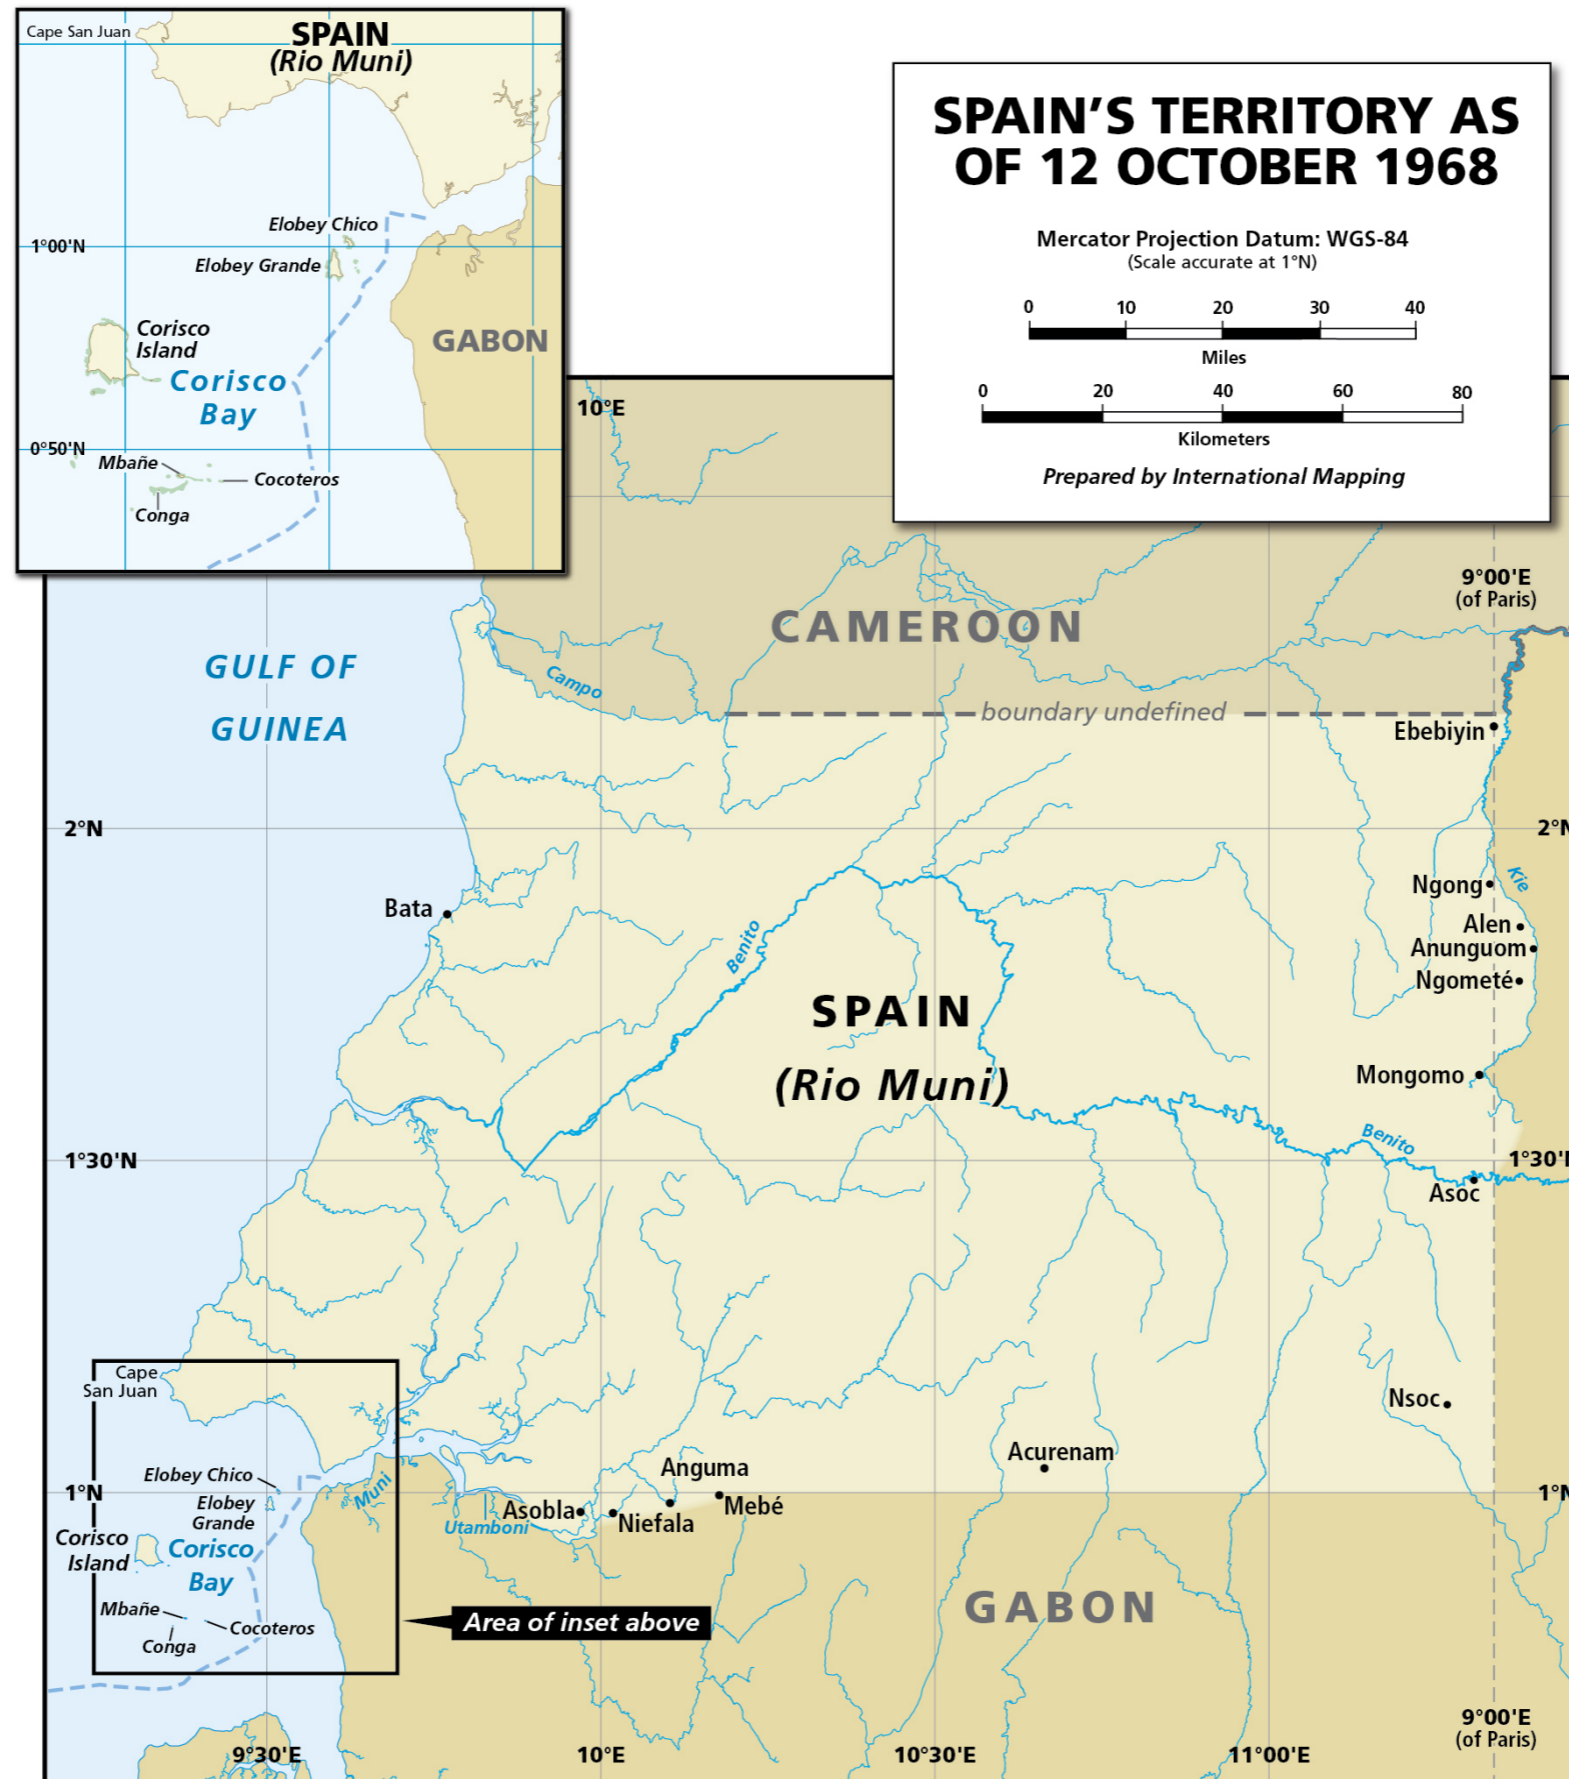 Cape San Juan
SPAIN
(Rio Muni)
Elobey Chico
1°00'N
Elobey Grande
GABON
Corisco
Island
Corisco
Bay
0°50'N
Mbañe
Cocoteros
Conga
SPAIN'S TERRITORY AS
OF 12 OCTOBER 1968
Mercator Projection Datum: WGS-84
(Scale accurate at 1°N)
0 10 20 30 40
Miles
0 20 40 60 80
Kilometers
Prepared by International Mapping
10°E
9°00'E
(of Paris)
CAMEROON
GULF OF
GUINEA
Campo
boundary undefined
Ebebiyin
2°N
2°N
Kie
Ngong
Bata
Alen
Anunguom
Benito
Ngometé
SPAIN
(Rio Muni)
Mongomo
Benito
1°30'N
1°30'N
Asoc
Cape
San Juan
Nsoc
Acurenam
Anguma
Elobey Chico
Muni
1°N
1°N
Elobey
Grande
Asobla
Mebé
Niefala
Utamboni
Corisco
Island
Corisco
Bay
Mbañe
Cocoteros
Conga
Area of inset above
GABON
9°00'E
(of Paris)
9°30'E
10°E
10°30'E
11°00'E